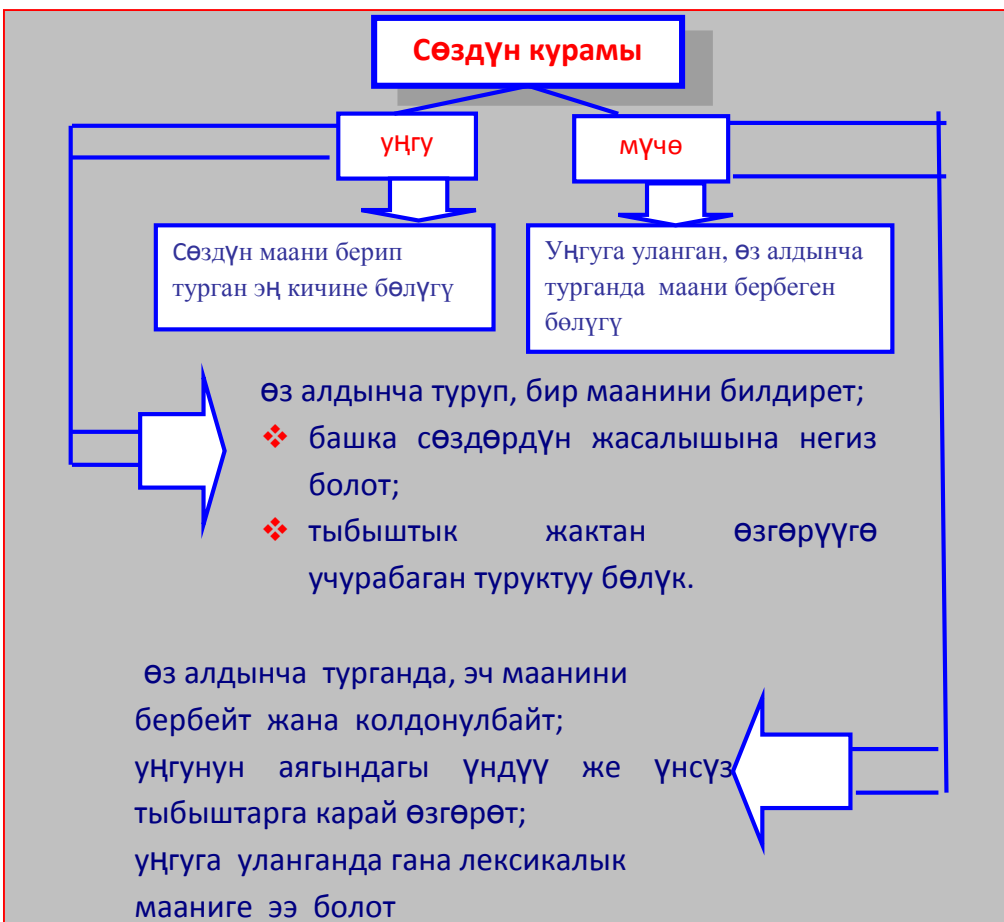 Сөздүн курамы
уңгу
мүчө
Сөздүн маани берип
турган эң кичине бөлүгү
Уңгуга уланган, өз алдынча
турганда маани бербеген
бөлүгү
өз алдынча туруп, бир маанини билдирет;
❖ башка сөздөрдүн жасалышына негиз
болот;
❖ тыбыштык жактан өзгөрүүгө
учурабаган туруктуу бөлүк.
өз алдынча турганда, эч маанини
бербейт жана колдонулбайт;
уңгунун аягындагы үндүү же үнсүз
тыбыштарга карай өзгөрөт;
уңгуга уланганда гана лексикалык
мааниге ээ болот